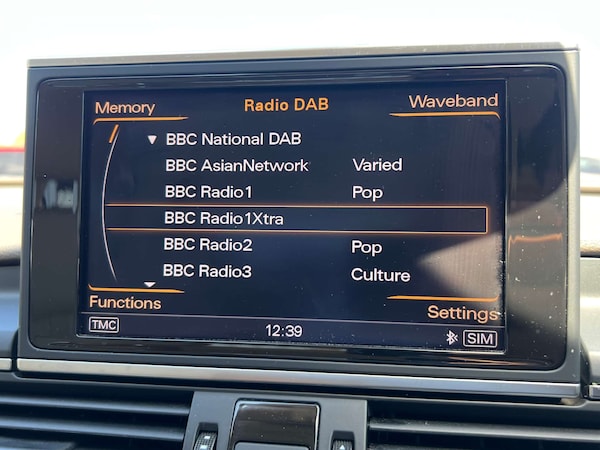 Memory Radio DAB Waveband
BBC National DAB
BBC AsianNetwork Varied
BBC Radio1 Pop
BBC Radio1Xtra
BBC Radio2 Pop
BBC Radio3 Culture
Functions Settings
TMC 12:39 SIM